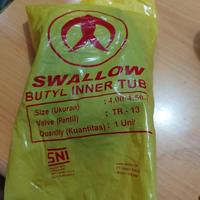 SWALLOW
BUTYL INNER TUB
Size (Ukuran) : 4.00/4.50-
Valve (Pentil) : TR - 13
Quantity (Kuantitas) : 1 Unit
SNI